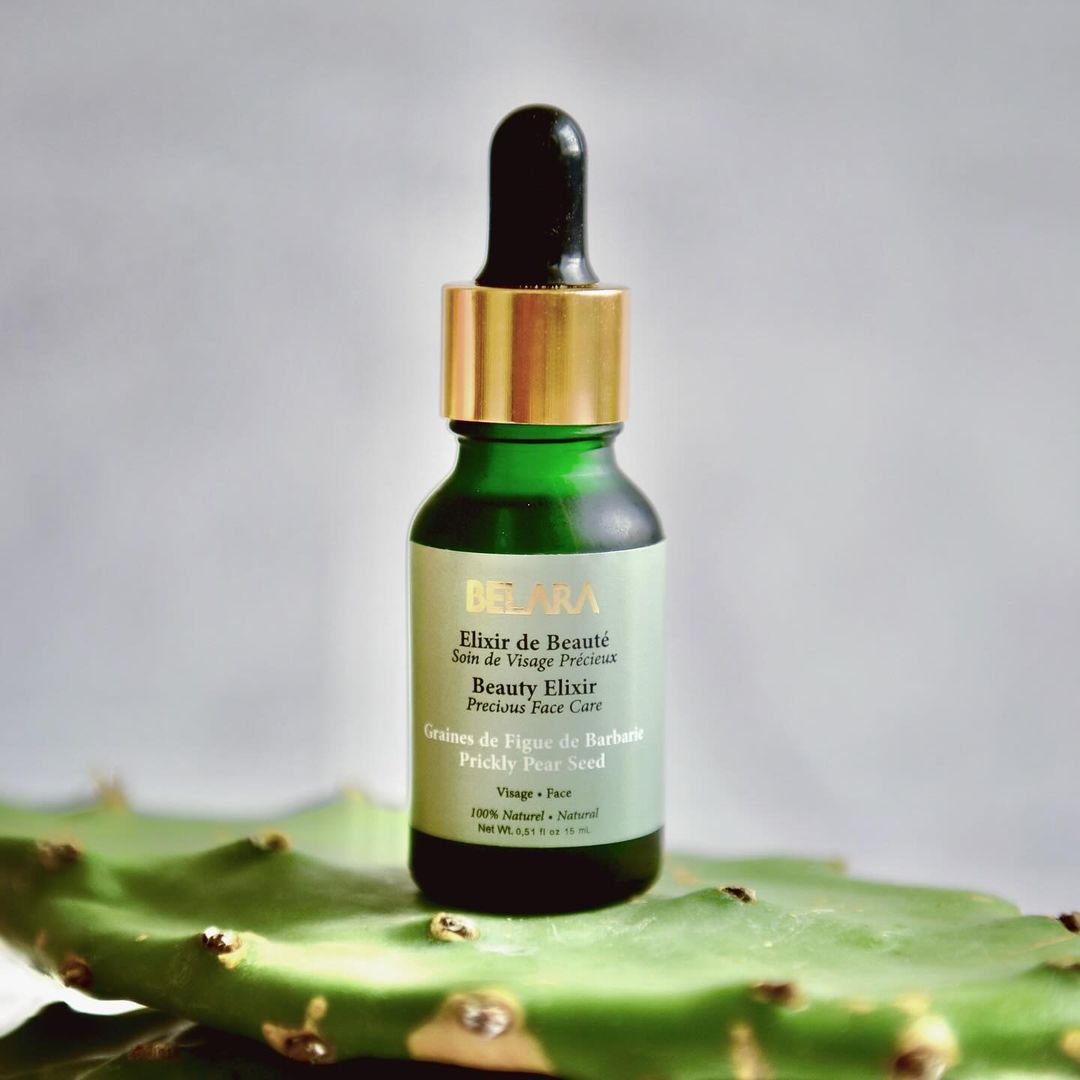 BELARA
Elixir de Beauté
Soin de Visage Précieux
Beauty Elixir
Precious Face Care
Graines de Figue de Barbarie
Prickly Pear Seed
Visage • Face
100% Naturel • Natural
Net Wt. 0,51 fl oz 15 mL